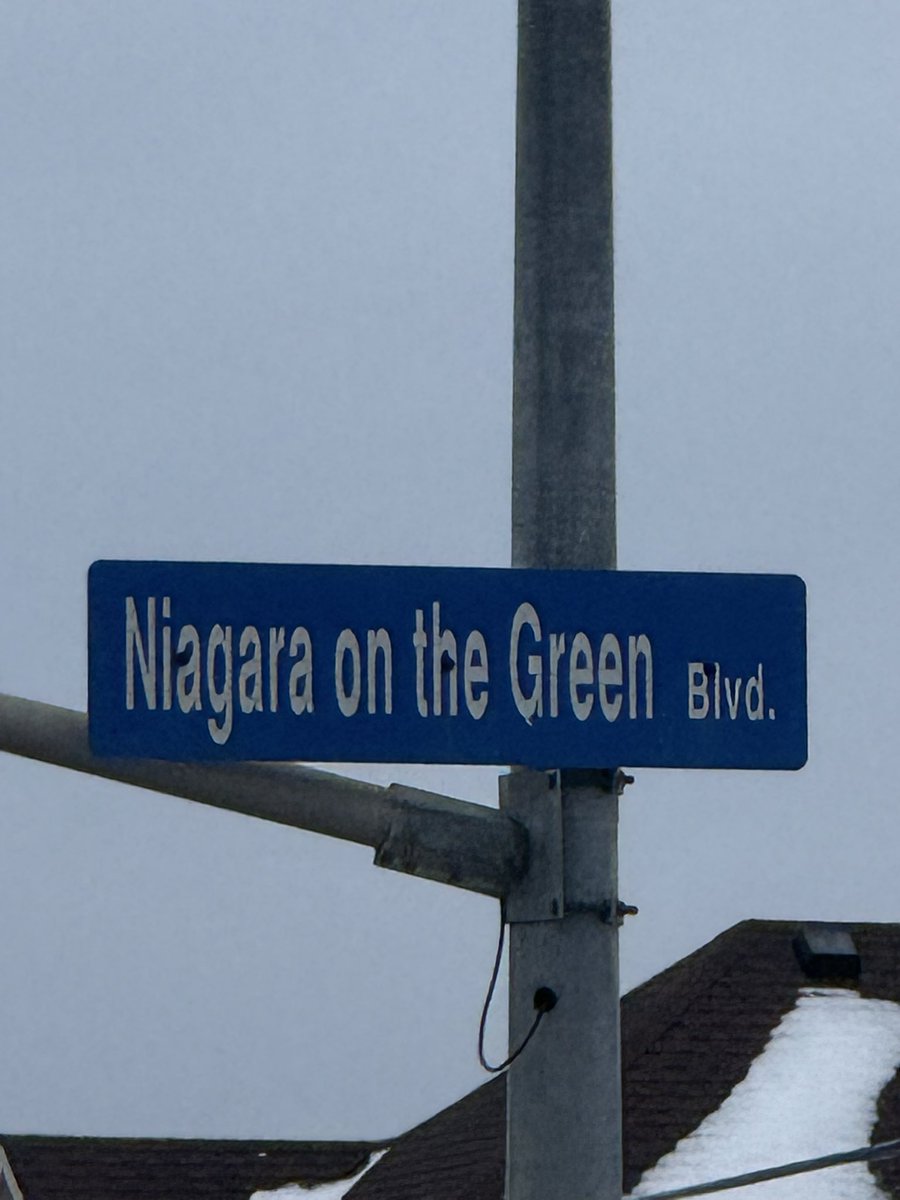 Niagara on the Green Blvd.